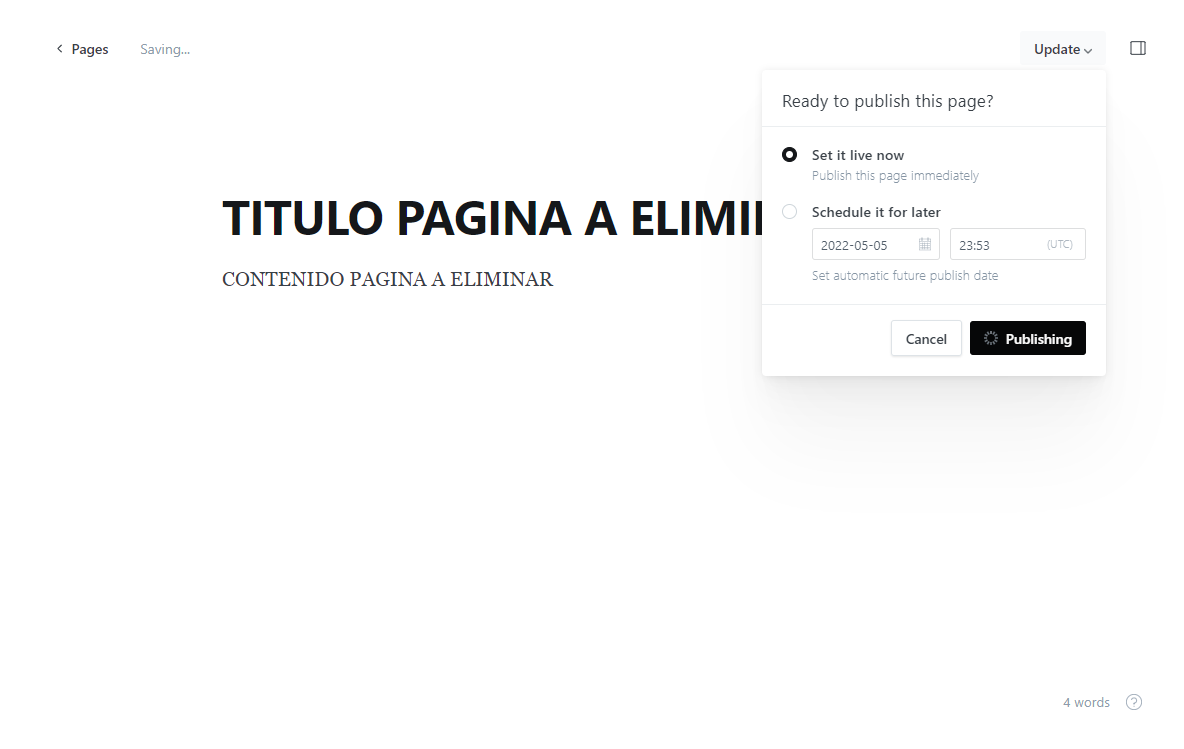 Pages
Saving...
Update
Ready to publish this page?
Set it live now
Publish this page immediately
Schedule it for later
2022-05-05
23:53
(UTC)
Set automatic future publish date
Cancel
Publishing
TITULO PAGINA A
CONTENIDO PAGINA A ELIMINAR
4 words
?